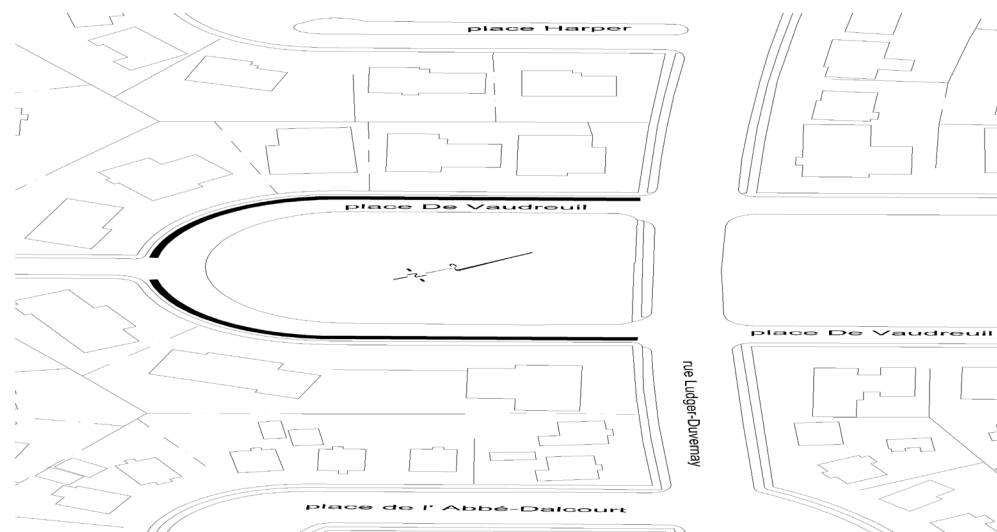 place Harper
place De Vaudreuil
place De Vaudreuil
rue Ludger-Duvernay
place de l' Abbé-Dalcourt